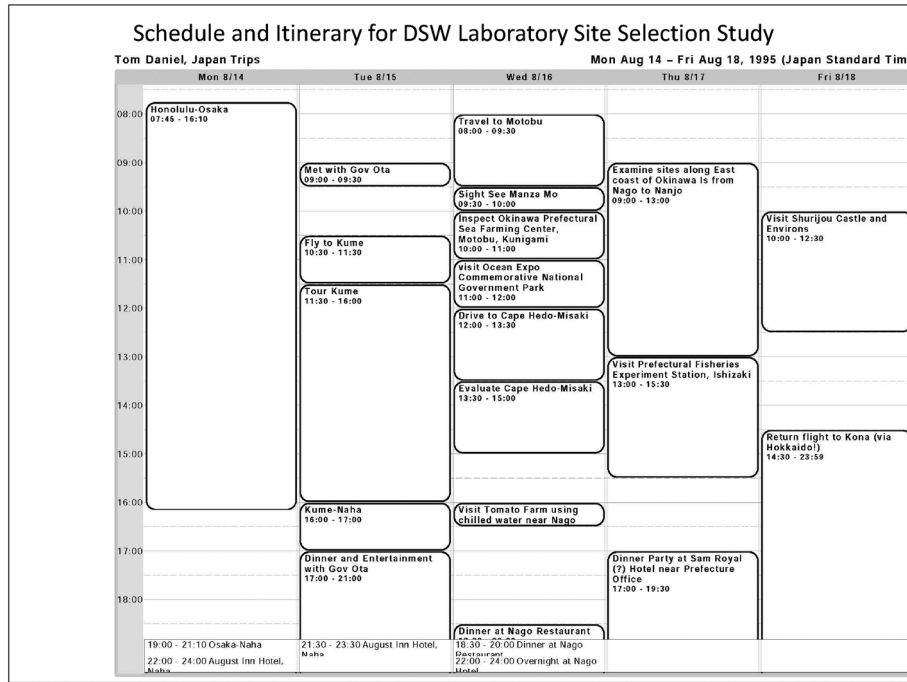 Schedule and Itinerary for DSW Laboratory Site Selection Study
Tom Daniel, Japan Trips
Mon Aug 14 – Fri Aug 18, 1995 (Japan Standard Tim
Mon 8/14
Tue 8/15
Wed 8/16
Thu 8/17
Fri 8/18
08:00
09:00
10:00
11:00
12:00
13:00
14:00
15:00
16:00
17:00
18:00
Honolulu-Osaka
07:45 - 16:10
19:00 - 21:10 Osaka-Naha
22:00 - 24:00 August Inn Hotel,
Naha
Met with Gov Ota
09:00 - 09:30
Fly to Kume
10:30 - 11:30
Tour Kume
11:30 - 16:00
Kume-Naha
16:00 - 17:00
Dinner and Entertainment
with Gov Ota
17:00 - 21:00
21:30 - 23:30 August Inn Hotel,
Naha
Travel to Motobu
08:00 - 09:30
Sight See Manza Mo
09:30 - 10:00
Inspect Okinawa Prefectural
Sea Farming Center,
Motobu, Kunigami
10:00 - 11:00
visit Ocean Expo
Commemorative National
Government Park
11:00 - 12:00
Drive to Cape Hedo-Misaki
12:00 - 13:30
Evaluate Cape Hedo-Misaki
13:30 - 15:00
Visit Tomato Farm using
chilled water near Nago
Dinner at Nago Restaurant
18:30 - 20:00 Dinner at Nago
Restaurant
22:00 - 24:00 Overnight at Nago
Hotel
Examine sites along East
coast of Okinawa Is from
Nago to Nanjo
09:00 - 13:00
Visit Prefectural Fisheries
Experiment Station, Ishizaki
13:00 - 15:30
Dinner Party at Sam Royal
(?) Hotel near Prefecture
Office
17:00 - 19:30
Visit Shurijou Castle and
Environs
10:00 - 12:30
Return flight to Kona (via
Hokkaido!)
14:30 - 23:59